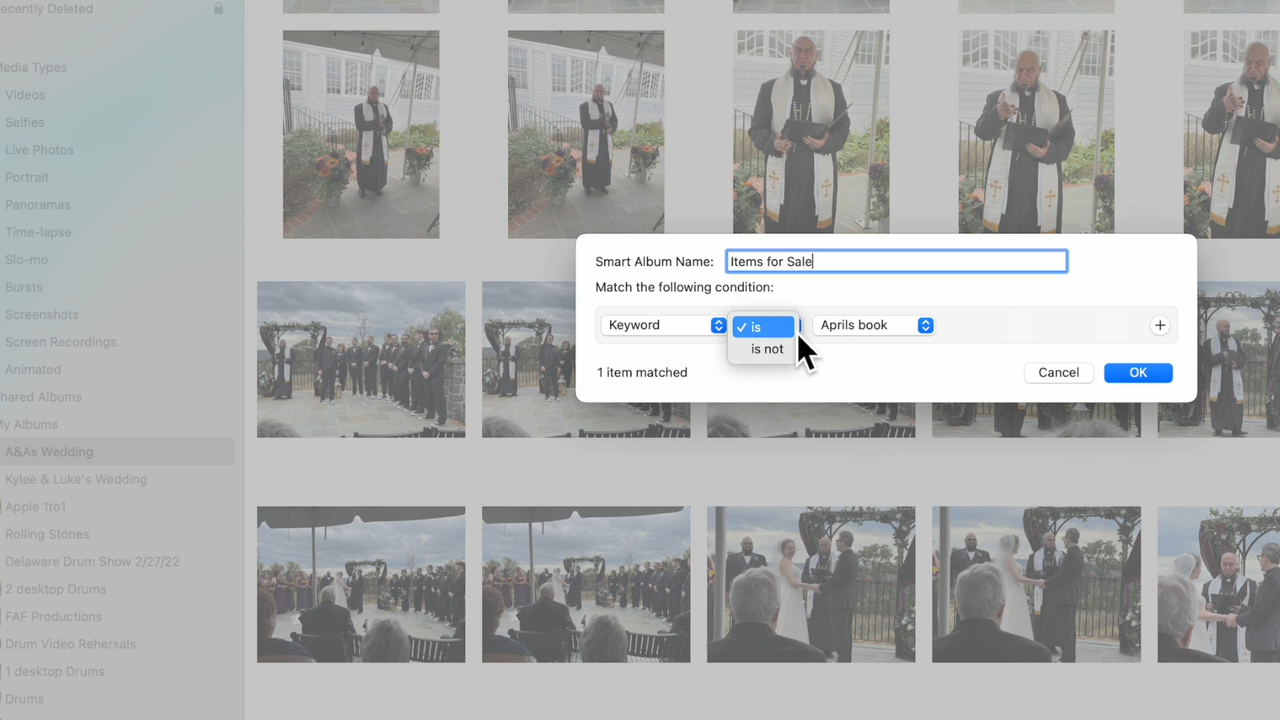 ecently Deleted
edia Types
Videos
Selfies
Live Photos
Portrait
Panoramas
Time-lapse
Slo-mo
Bursts
Screenshots
Screen Recordings
Animated
hared Albums
y Albums
A&As Wedding
Kylee & Luke's Wedding
Apple 1to1
Rolling Stones
Delaware Drum Show 2/27/22
2 desktop Drums
FAF Productions
Drum Video Rehersals
1 desktop Drums
Drums
Smart Album Name: Items for Sale
Match the following condition:
Keyword ✓ is Aprils book +
is not
1 item matched Cancel OK